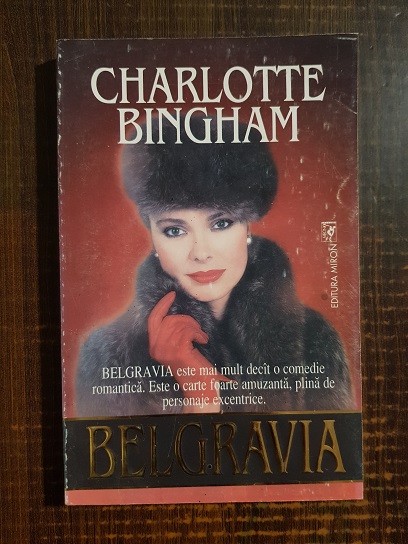 CHARLOTTE
BINGHAM
EDITURA MIRON
BELGRAVIA este mai mult decît o comedie
romantică. Este o carte foarte amuzantă, plină de
personaje excentrice.
BELGRAVIA